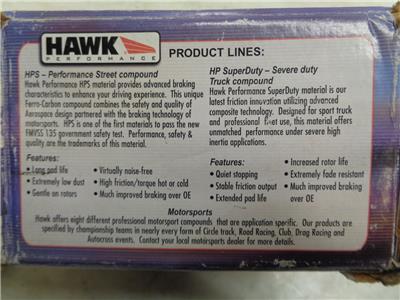 HAWK
PERFORMANCE
PRODUCT LINES:
HPS - Performance Street compound
Hawk Performance HPS material provides advanced braking
characteristics to enhance your driving experience. This unique
Ferro-Carbon compound combines the safety and quality of
Aerospace design partnered with the braking technology of
motorsports. HPS is one of the first materials to pass the new
FMVSS 135 government safety test. Performance, safety &
quality are the trademarks of this material.
Features:
• Long pad life
• Extremely low dust
• Gentle on rotors
• Virtually noise-free
• High friction/torque hot or cold
• Much improved braking over OE
HP SuperDuty – Severe duty
Truck compound
Hawk Performance SuperDuty material is our
latest friction innovation utilizing advanced
composite technology. Designed for sport truck
and professional fleet use, this material offers
unmatched performance under severe high
inertia applications.
Features:
• Quiet stopping
• Stable friction output
• Extended pad life
• Increased rotor life
• Extremely fade resistant
• Much improved braking over OE
Motorsports
Hawk offers eight different professional motorsport compounds that are application specific. Our products are
specified by championship teams in nearly every form of Circle track, Road Racing, Club, Drag Racing and
Autocross events. Contact your local motorsports dealer for more details.